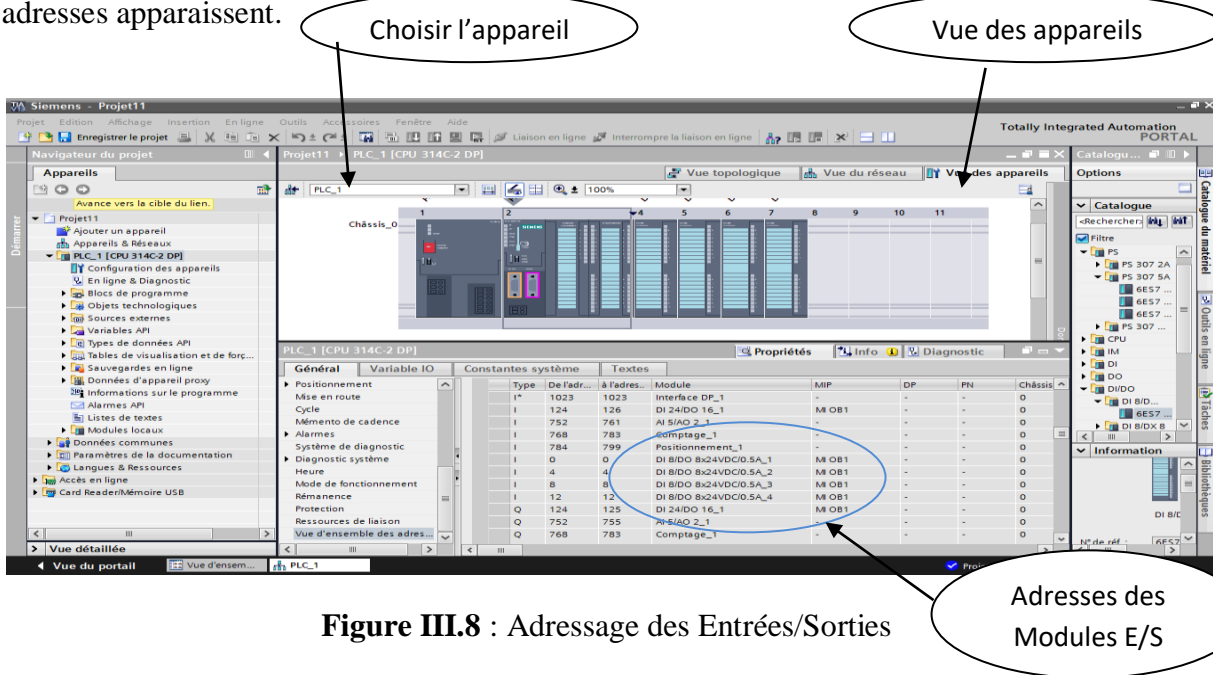 adresses apparaissent.
Choisir l’appareil
Vue des appareils
Siemens - Projet11
Projet Edition Affichage Insertion En ligne Outils Accessoires Fenêtre Aide
Enregistrer le projet
Liaison en ligne
Interrompre la liaison en ligne
Totally Integrated Automation
PORTAL
Navigateur du projet
Projet11 PLC_1 [CPU 314C-2 DP]
Catalogu...
Appareils
Vue topologique
Vue du réseau
Options
PLC_1
100%
Avance vers la cible du lien.
Démarrer
Projet11
Ajouter un appareil
Appareils & Réseaux
PLC_1 [CPU 314C-2 DP]
Configuration des appareils
En ligne & Diagnostic
Blocs de programme
Objets technologiques
Sources externes
Variables API
Types de données API
Tables de visualisation et de forç...
Sauvegardes en ligne
Données d'appareil proxy
Informations sur le programme
Alarmes API
Listes de textes
Modules locaux
Données communes
Paramètres de la documentation
Langues & Ressources
Accès en ligne
Card Reader/Mémoire USB
Vue détaillée
Châssis_0
1 2 4 5 6 7 8 9 10 11
SIEMENS
PLC_1 [CPU 314C-2 DP]
Propriétés
Info
Diagnostic
Général
Variable IO
Constantes système
Textes
Positionnement
Mise en route
Cycle
Mémento de cadence
Alarmes
Système de diagnostic
Diagnostic système
Heure
Mode de fonctionnement
Rémanence
Protection
Ressources de liaison
Vue d'ensemble des adres...
Type De l'adr... à l'adres.. Module MIP DP PN Châssis
I* 1023 1023 Interface DP_1 - - - 0
I 124 126 DI 24/DO 16_1 MI OB1 - - 0
I 752 761 AI 5/AO 2_1 - - - 0
I 768 783 Comptage_1 - - - 0
I 784 799 Positionnement_1 - - - 0
I 0 0 DI 8/DO 8x24VDC/0.5A_1 MI OB1 - - 0
I 4 4 DI 8/DO 8x24VDC/0.5A_2 MI OB1 - - 0
I 8 8 DI 8/DO 8x24VDC/0.5A_3 MI OB1 - - 0
I 12 12 DI 8/DO 8x24VDC/0.5A_4 MI OB1 - - 0
Q 124 125 DI 24/DO 16_1 MI OB1 - - 0
Q 752 755 AI 5/AO 2_1 - - - 0
Q 768 783 Comptage_1 - - - 0
Catalogue
<Rechercher>
Filtre
PS
PS 307 2A
PS 307 5A
6ES7 ...
6ES7 ...
6ES7 ...
PS 307 ...
CPU
IM
DI
DO
DI/DO
DI 8/D...
6ES7 ...
DI 8/DX 8
Information
DI 8/D
N° de réf. : 6ES7
Catalogue du matériel
Outils en ligne
Tâches
Bibliothèques
Vue du portail
Vue d'ensem...
PLC_1
Adresses des
Modules E/S
Figure III.8 : Adressage des Entrées/Sorties